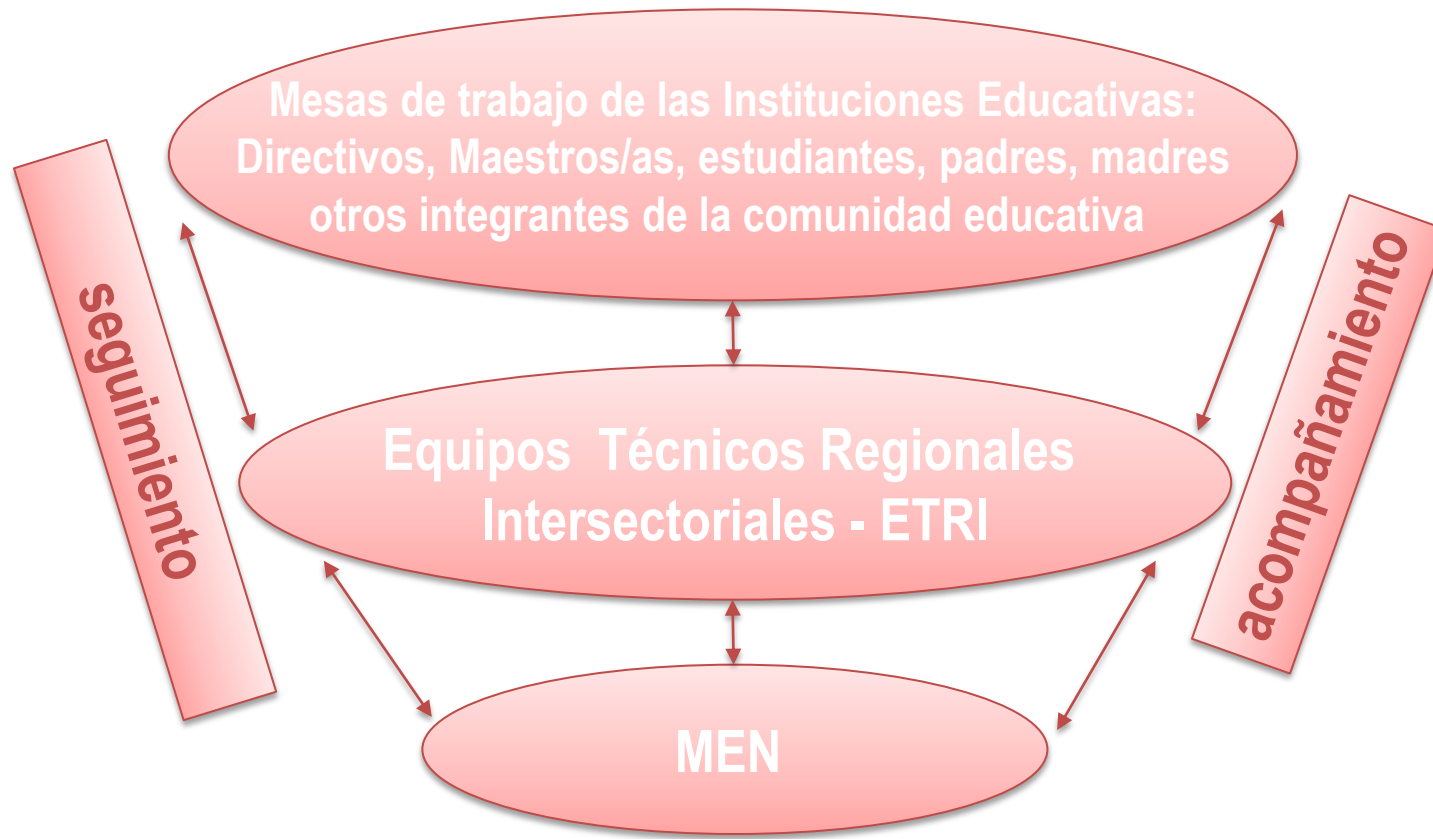 Mesas de trabajo de las Instituciones Educativas:
Directivos, Maestros/as, estudiantes, padres, madres
otros integrantes de la comunidad educativa
seguimiento
acompañamiento
Equipos Técnicos Regionales
Intersectoriales - ETRI
MEN